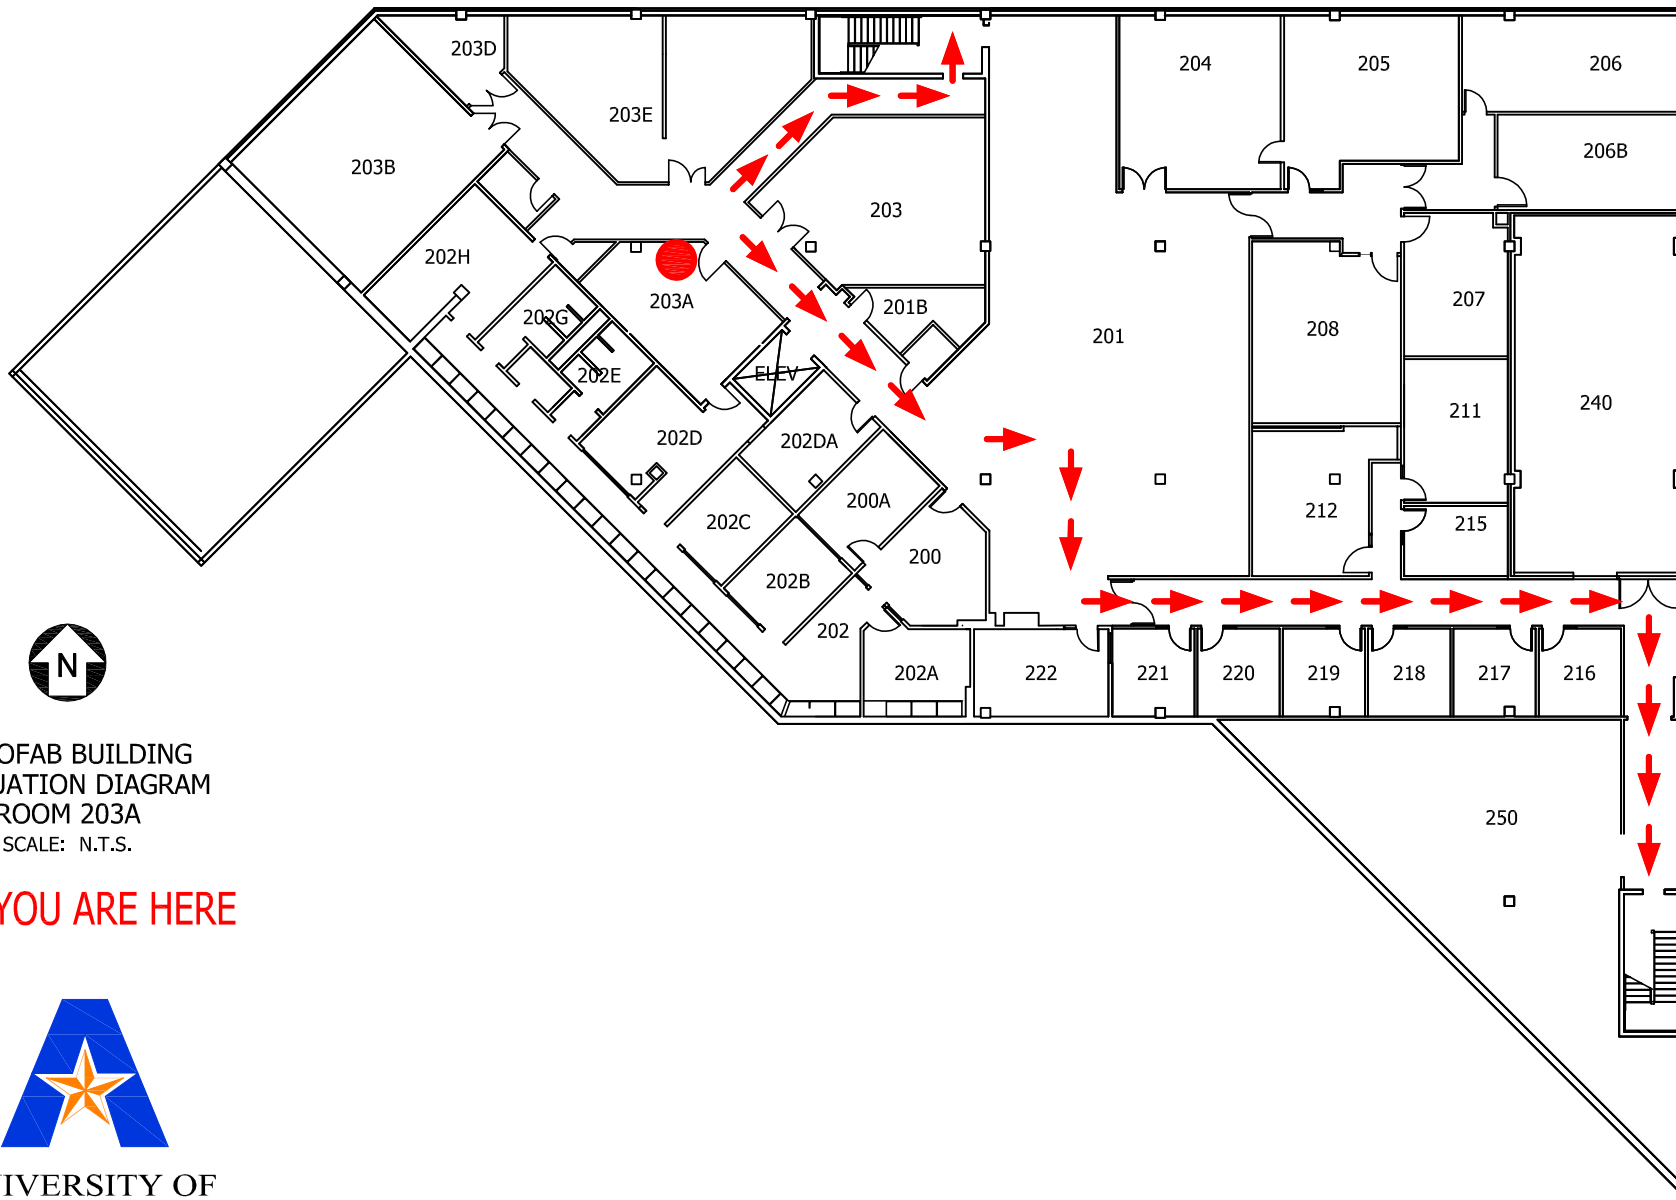 203D
204
205
206
203E
206B
203B
203
202H
203A
201B
207
202G
201
208
ELEV
202E
240
211
202D
202DA
200A
202C
212
215
200
202B
202
202A
222
221
220
219
218
217
216
250
N
OFAB BUILDING
UATION DIAGRAM
ROOM 203A
SCALE: N.T.S.
YOU ARE HERE
IVERSITY OF